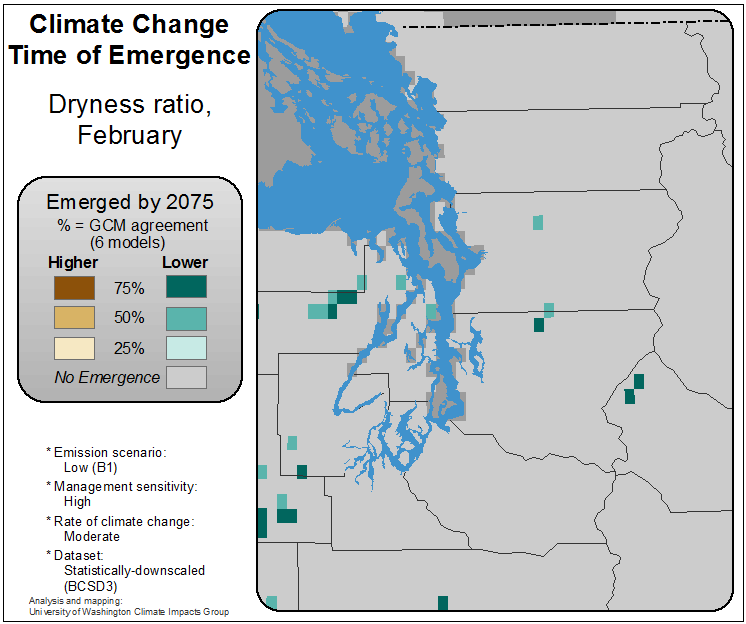 Climate Change
Time of Emergence
Dryness ratio,
February
Emerged by 2075
% = GCM agreement
(6 models)
Higher Lower
75%
50%
25%
No Emergence
* Emission scenario:
Low (B1)
* Management sensitivity:
High
* Rate of climate change:
Moderate
* Dataset:
Statistically-downscaled
(BCSD3)
Analysis and mapping:
University of Washington Climate Impacts Group